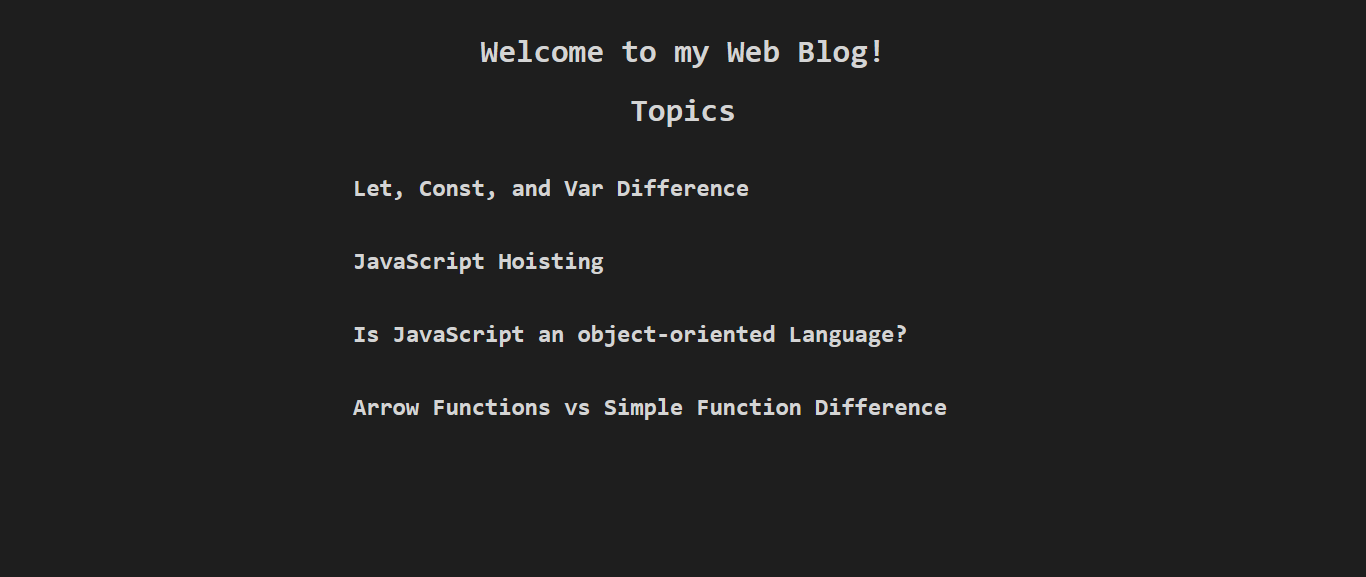 Welcome to my Web Blog!
Topics
Let, Const, and Var Difference
JavaScript Hoisting
Is JavaScript an object-oriented Language?
Arrow Functions vs Simple Function Difference